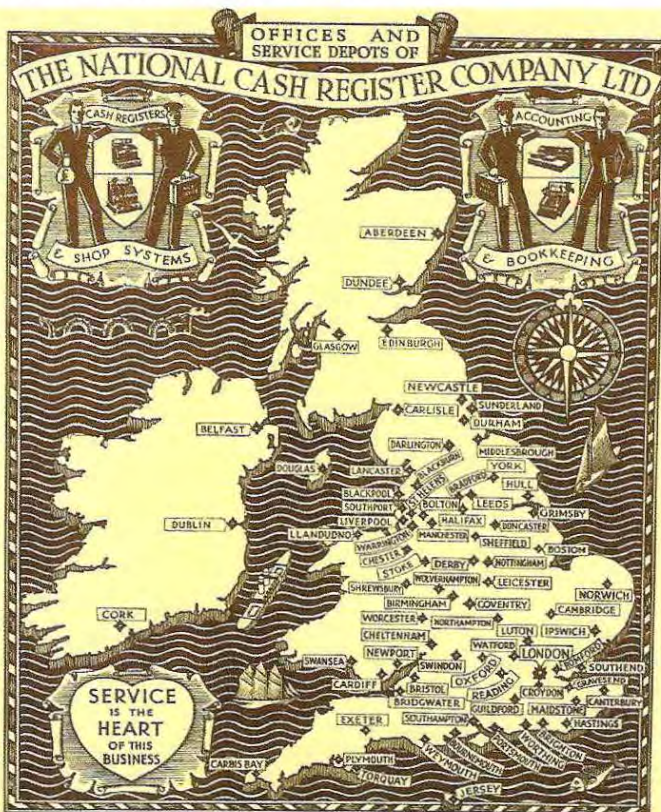 OFFICES AND
SERVICE DEPOTS OF
THE NATIONAL CASH REGISTER COMPANY LTD
CASH REGISTERS
& SHOP SYSTEMS
ACCOUNTING
& BOOKKEEPING
ABERDEEN
DUNDEE
GLASGOW
EDINBURGH
NEWCASTLE
CARLISLE
SUNDERLAND
DURHAM
BELFAST
DARLINGTON
MIDDLESBROUGH
DOUGLAS
LANCASTER
BLACKBURN
YORK
BRADFORD
HULL
BLACKPOOL
ST HELENS
SOUTHPORT
BOLTON
LEEDS
GRIMSBY
DUBLIN
LIVERPOOL
HALIFAX
DONCASTER
LLANDUDNO
WARRINGTON
MANCHESTER
SHEFFIELD
BOSTON
CHESTER
STOKE
DERBY
NOTTINGHAM
SHREWSBURY
WOLVERHAMPTON
LEICESTER
NORWICH
BIRMINGHAM
COVENTRY
CAMBRIDGE
CORK
WORCESTER
NORTHAMPTON
LUTON
IPSWICH
CHELTENHAM
WATFORD
LONDON
NEWPORT
SWANSEA
SWINDON
OXFORD
ROMFORD
SOUTHEND
CARDIFF
BRISTOL
READING
CROYDON
GRAVESEND
BRIDGWATER
GUILDFORD
MAIDSTONE
CANTERBURY
EXETER
SOUTHAMPTON
HASTINGS
BRIGHTON
WORTHING
PORTSMOUTH
BOURNEMOUTH
WEYMOUTH
CARBIS BAY
PLYMOUTH
TORQUAY
JERSEY
SERVICE
IS THE
HEART
OF THIS
BUSINESS